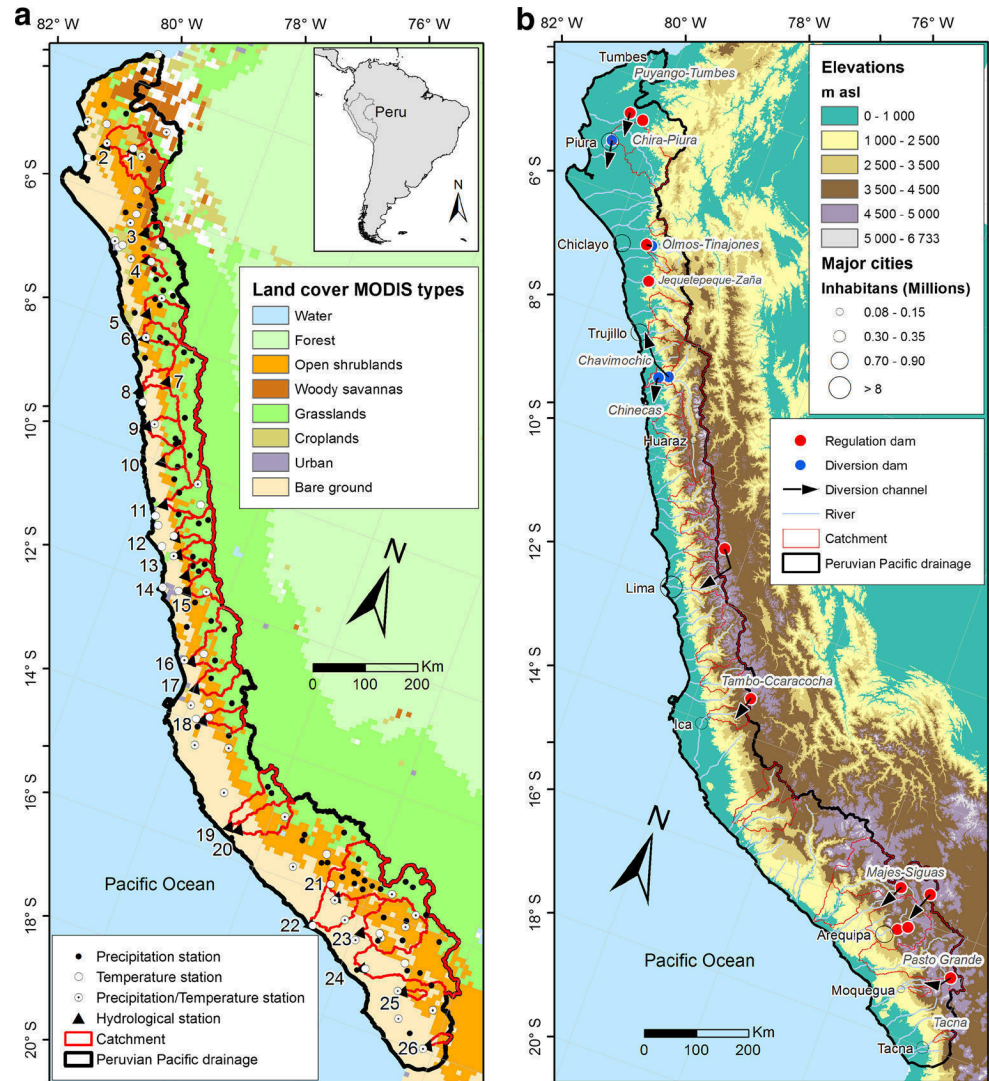 a
82° W
80° W
78° W
76° W
6° S
8° S
10° S
12° S
14° S
16° S
18° S
20° S
Peru
N
Land cover MODIS types
Water
Forest
Open shrublands
Woody savannas
Grasslands
Croplands
Urban
Bare ground
N
Km
0 100 200
1
2
3
4
5
6
7
8
9
10
11
12
13
14
15
16
17
18
19
20
21
22
23
24
25
26
Pacific Ocean
Precipitation station
Temperature station
Precipitation/Temperature station
Hydrological station
Catchment
Peruvian Pacific drainage
b
82° W
80° W
78° W
76° W
6° S
8° S
10° S
12° S
14° S
16° S
18° S
20° S
Tumbes
Puyango-Tumbes
Piura
Chira-Piura
Chiclayo
Olmos-Tinajones
Jequetepeque-Zaña
Trujillo
Chavimochic
Chinecas
Huaraz
Lima
Tambo-Ccaracocha
Ica
Majes-Siguas
Arequipa
Pasto Grande
Moquegua
Tacna
Tacna
Pacific Ocean
N
Km
0 100 200
Elevations
m asl
0 - 1 000
1 000 - 2 500
2 500 - 3 500
3 500 - 4 500
4 500 - 5 000
5 000 - 6 733
Major cities
Inhabitans (Millions)
0.08 - 0.15
0.30 - 0.35
0.70 - 0.90
> 8
Regulation dam
Diversion dam
Diversion channel
River
Catchment
Peruvian Pacific drainage